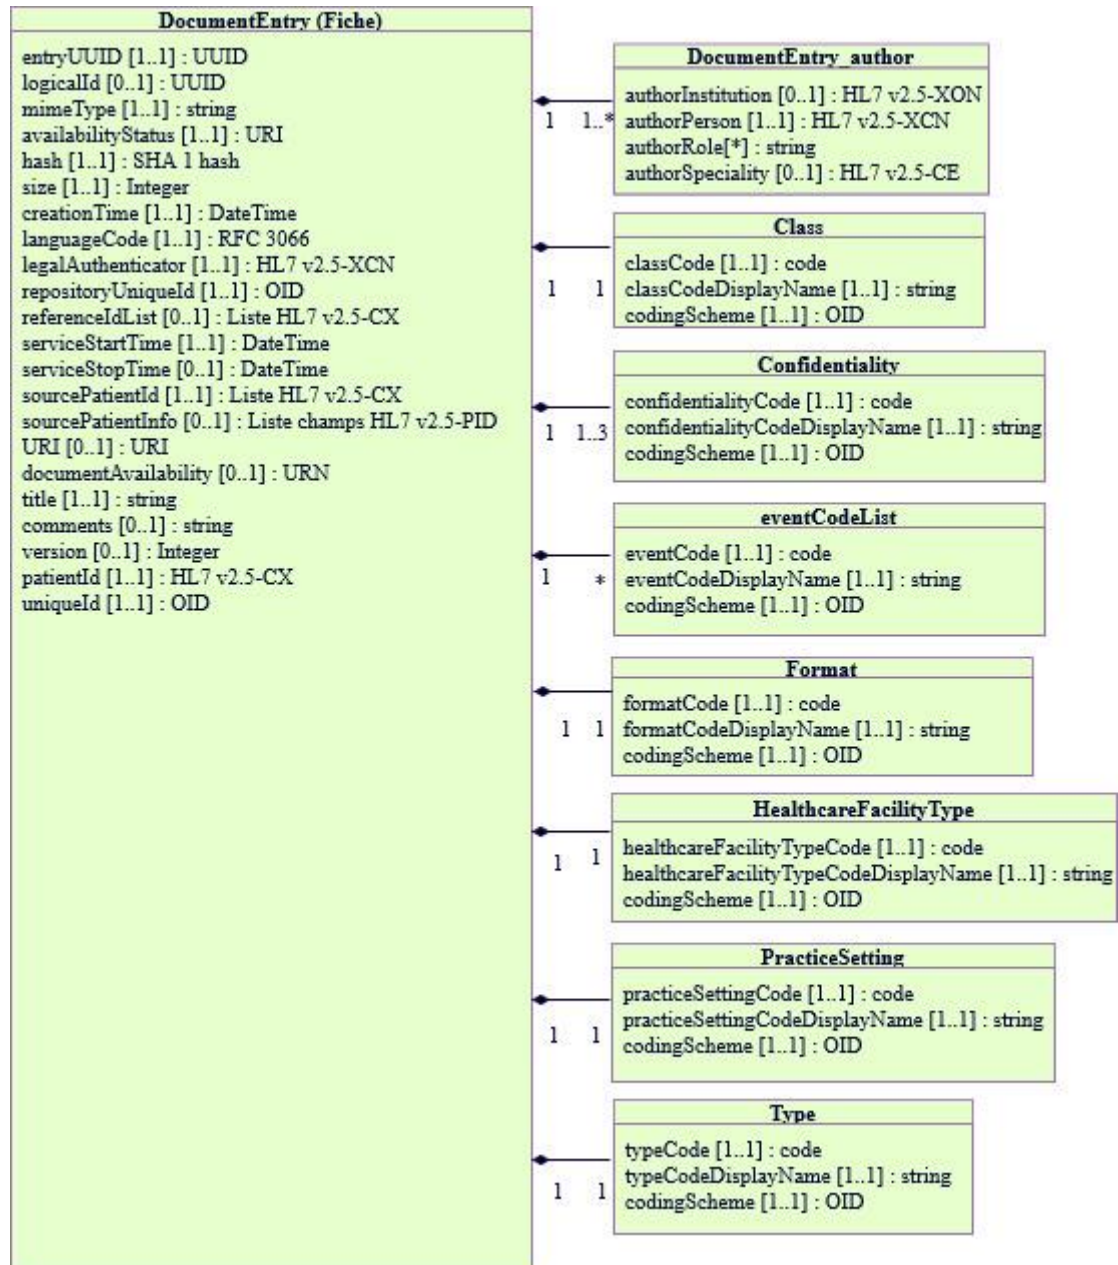 DocumentEntry (Fiche)
entryUUID [1..1] : UUID
logicalId [0..1] : UUID
mimeType [1..1] : string
availabilityStatus [1..1] : URI
hash [1..1] : SHA 1 hash
size [1..1] : Integer
creationTime [1..1] : DateTime
languageCode [1..1] : RFC 3066
legalAuthenticator [1..1] : HL7 v2.5-XCN
repositoryUniqueId [1..1] : OID
referenceIdList [0..1] : Liste HL7 v2.5-CX
serviceStartTime [1..1] : DateTime
serviceStopTime [0..1] : DateTime
sourcePatientId [1..1] : Liste HL7 v2.5-CX
sourcePatientInfo [0..1] : Liste champs HL7 v2.5-PID
URI [0..1] : URI
documentAvailability [0..1] : URN
title [1..1] : string
comments [0..1] : string
version [0..1] : Integer
patientId [1..1] : HL7 v2.5-CX
uniqueId [1..1] : OID
DocumentEntry_author
authorInstitution [0..1] : HL7 v2.5-XON
authorPerson [1..1] : HL7 v2.5-XCN
authorRole[*] : string
authorSpeciality [0..1] : HL7 v2.5-CE
1 1..*
Class
classCode [1..1] : code
classCodeDisplayName [1..1] : string
codingScheme [1..1] : OID
1 1
Confidentiality
confidentialityCode [1..1] : code
confidentialityCodeDisplayName [1..1] : string
codingScheme [1..1] : OID
1 1..3
eventCodeList
eventCode [1..1] : code
eventCodeDisplayName [1..1] : string
codingScheme [1..1] : OID
1 *
Format
formatCode [1..1] : code
formatCodeDisplayName [1..1] : string
codingScheme [1..1] : OID
1 1
HealthcareFacilityType
healthcareFacilityTypeCode [1..1] : code
healthcareFacilityTypeCodeDisplayName [1..1] : string
codingScheme [1..1] : OID
1 1
PracticeSetting
practiceSettingCode [1..1] : code
practiceSettingCodeDisplayName [1..1] : string
codingScheme [1..1] : OID
1 1
Type
typeCode [1..1] : code
typeCodeDisplayName [1..1] : string
codingScheme [1..1] : OID
1 1